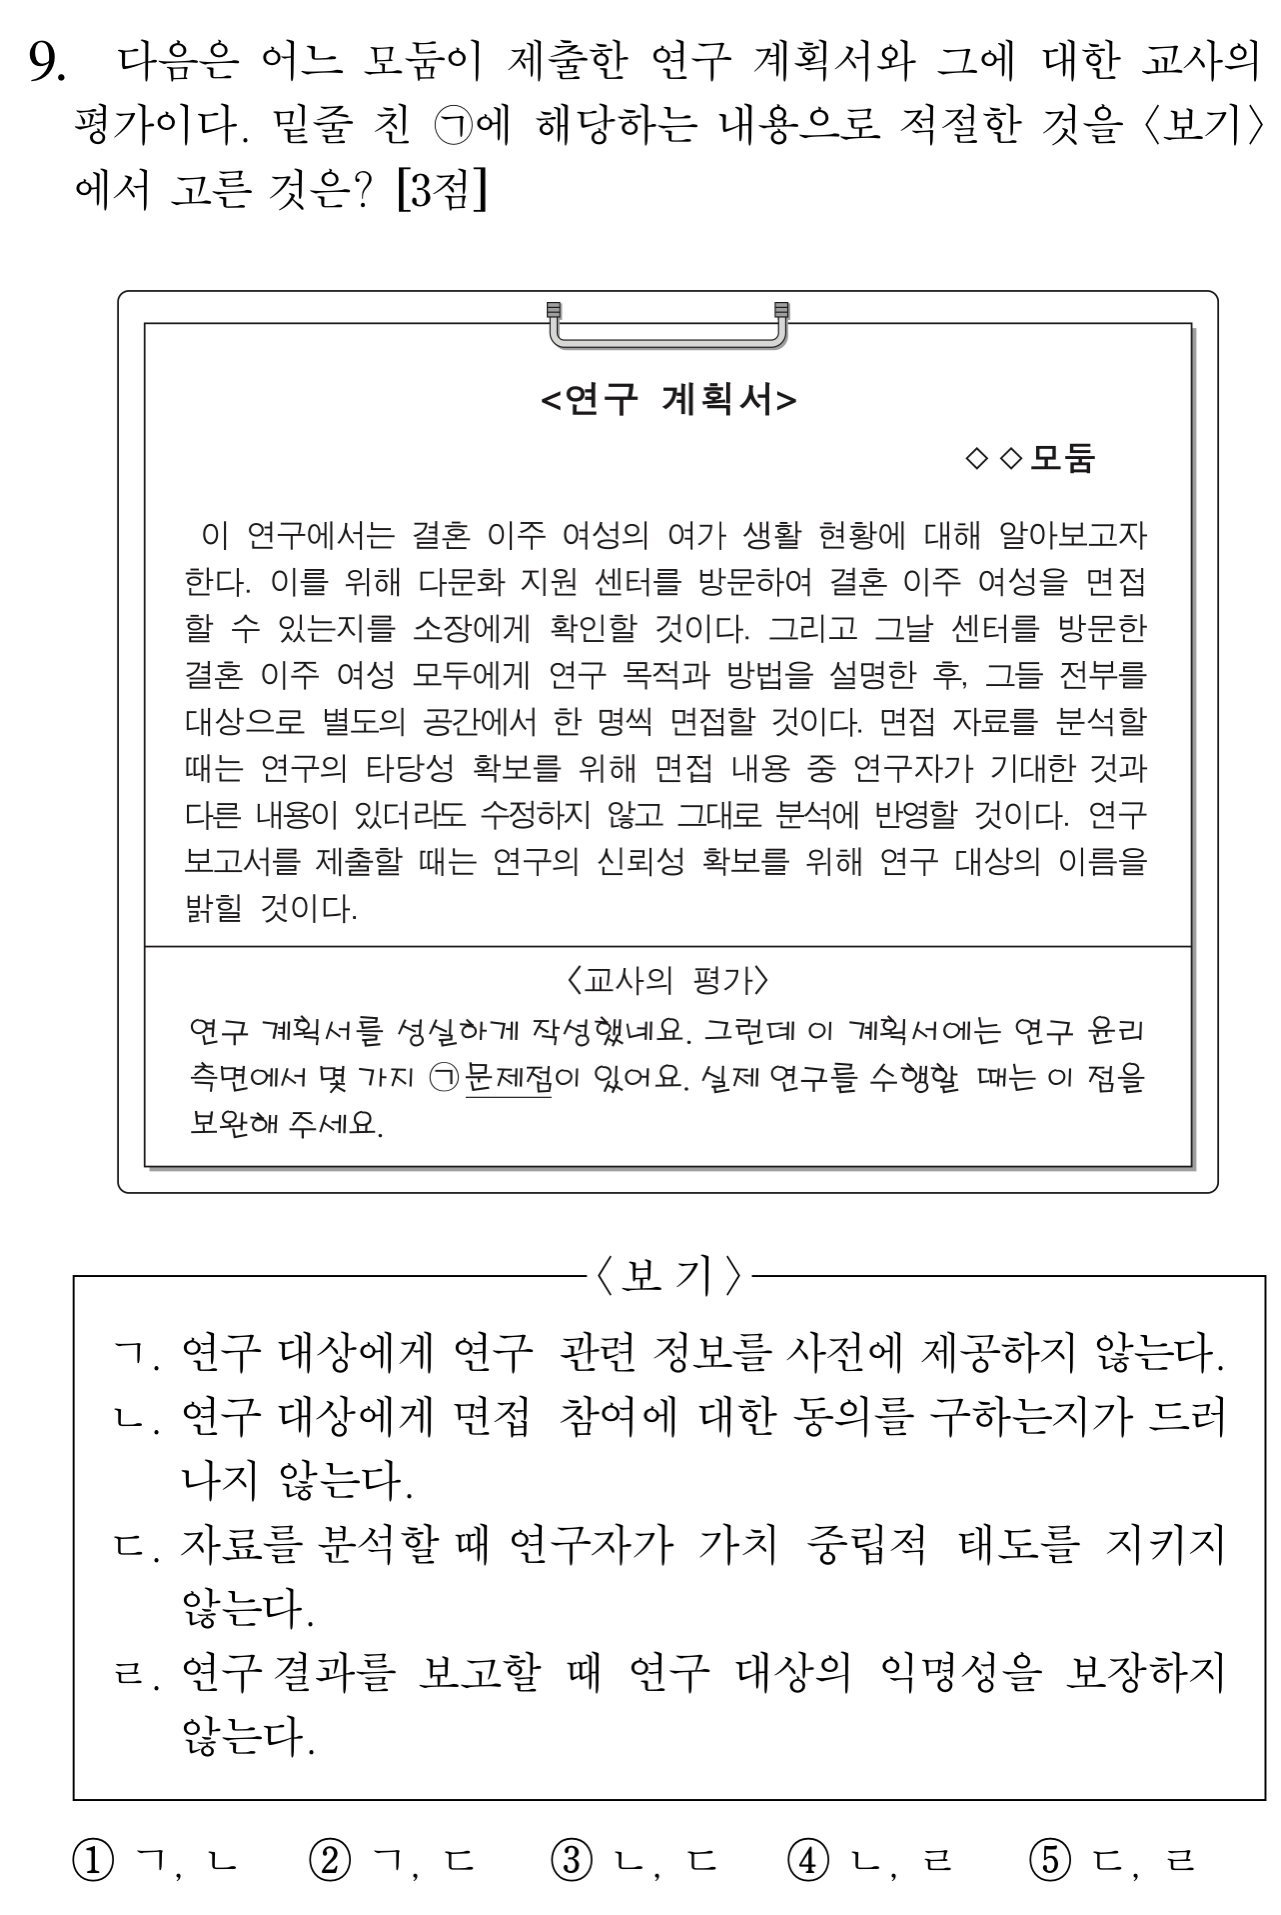 9. 다음은 어느 모둠이 제출한 연구 계획서와 그에 대한 교사의
평가이다. 밑줄 친 ㉠에 해당하는 내용으로 적절한 것을 〈보기〉
에서 고른 것은? [3점]
<연구 계획서>
◇◇모둠
이 연구에서는 결혼 이주 여성의 여가 생활 현황에 대해 알아보고자
한다. 이를 위해 다문화 지원 센터를 방문하여 결혼 이주 여성을 면접
할 수 있는지를 소장에게 확인할 것이다. 그리고 그날 센터를 방문한
결혼 이주 여성 모두에게 연구 목적과 방법을 설명한 후, 그들 전부를
대상으로 별도의 공간에서 한 명씩 면접할 것이다. 면접 자료를 분석할
때는 연구의 타당성 확보를 위해 면접 내용 중 연구자가 기대한 것과
다른 내용이 있더라도 수정하지 않고 그대로 분석에 반영할 것이다. 연구
보고서를 제출할 때는 연구의 신뢰성 확보를 위해 연구 대상의 이름을
밝힐 것이다.
〈교사의 평가〉
연구 계획서를 성실하게 작성했네요. 그런데 이 계획서에는 연구 윤리
측면에서 몇 가지 ㉠문제점이 있어요. 실제 연구를 수행할 때는 이 점을
보완해 주세요.
〈보기〉
ㄱ. 연구 대상에게 연구 관련 정보를 사전에 제공하지 않는다.
ㄴ. 연구 대상에게 면접 참여에 대한 동의를 구하는지가 드러
나지 않는다.
ㄷ. 자료를 분석할 때 연구자가 가치 중립적 태도를 지키지
않는다.
ㄹ. 연구 결과를 보고할 때 연구 대상의 익명성을 보장하지
않는다.
① ㄱ, ㄴ ② ㄱ, ㄷ ③ ㄴ, ㄷ ④ ㄴ, ㄹ ⑤ ㄷ, ㄹ